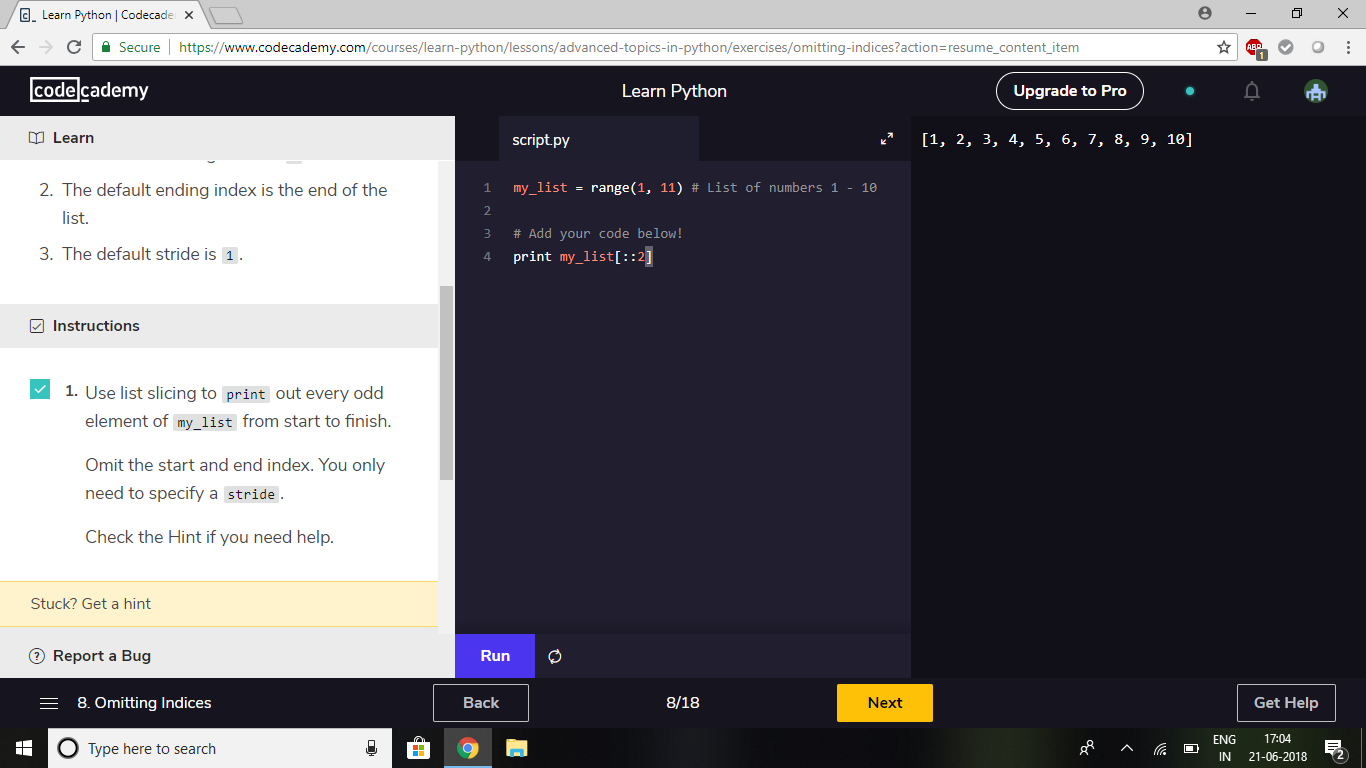 Learn Python | Codecade
Secure https://www.codecademy.com/courses/learn-python/lessons/advanced-topics-in-python/exercises/omitting-indices?action=resume_content_item
ABP 1
codecademy
Learn Python
Upgrade to Pro
Learn
2. The default ending index is the end of the
list.
3. The default stride is 1 .
Instructions
1. Use list slicing to print out every odd
element of my_list from start to finish.
Omit the start and end index. You only
need to specify a stride .
Check the Hint if you need help.
Stuck? Get a hint
Report a Bug
script.py
1 my_list = range(1, 11) # List of numbers 1 - 10
2
3 # Add your code below!
4 print my_list[::2]
Run
[1, 2, 3, 4, 5, 6, 7, 8, 9, 10]
8. Omitting Indices
Back
8/18
Next
Get Help
Type here to search
ENG
IN
17:04
21-06-2018
2